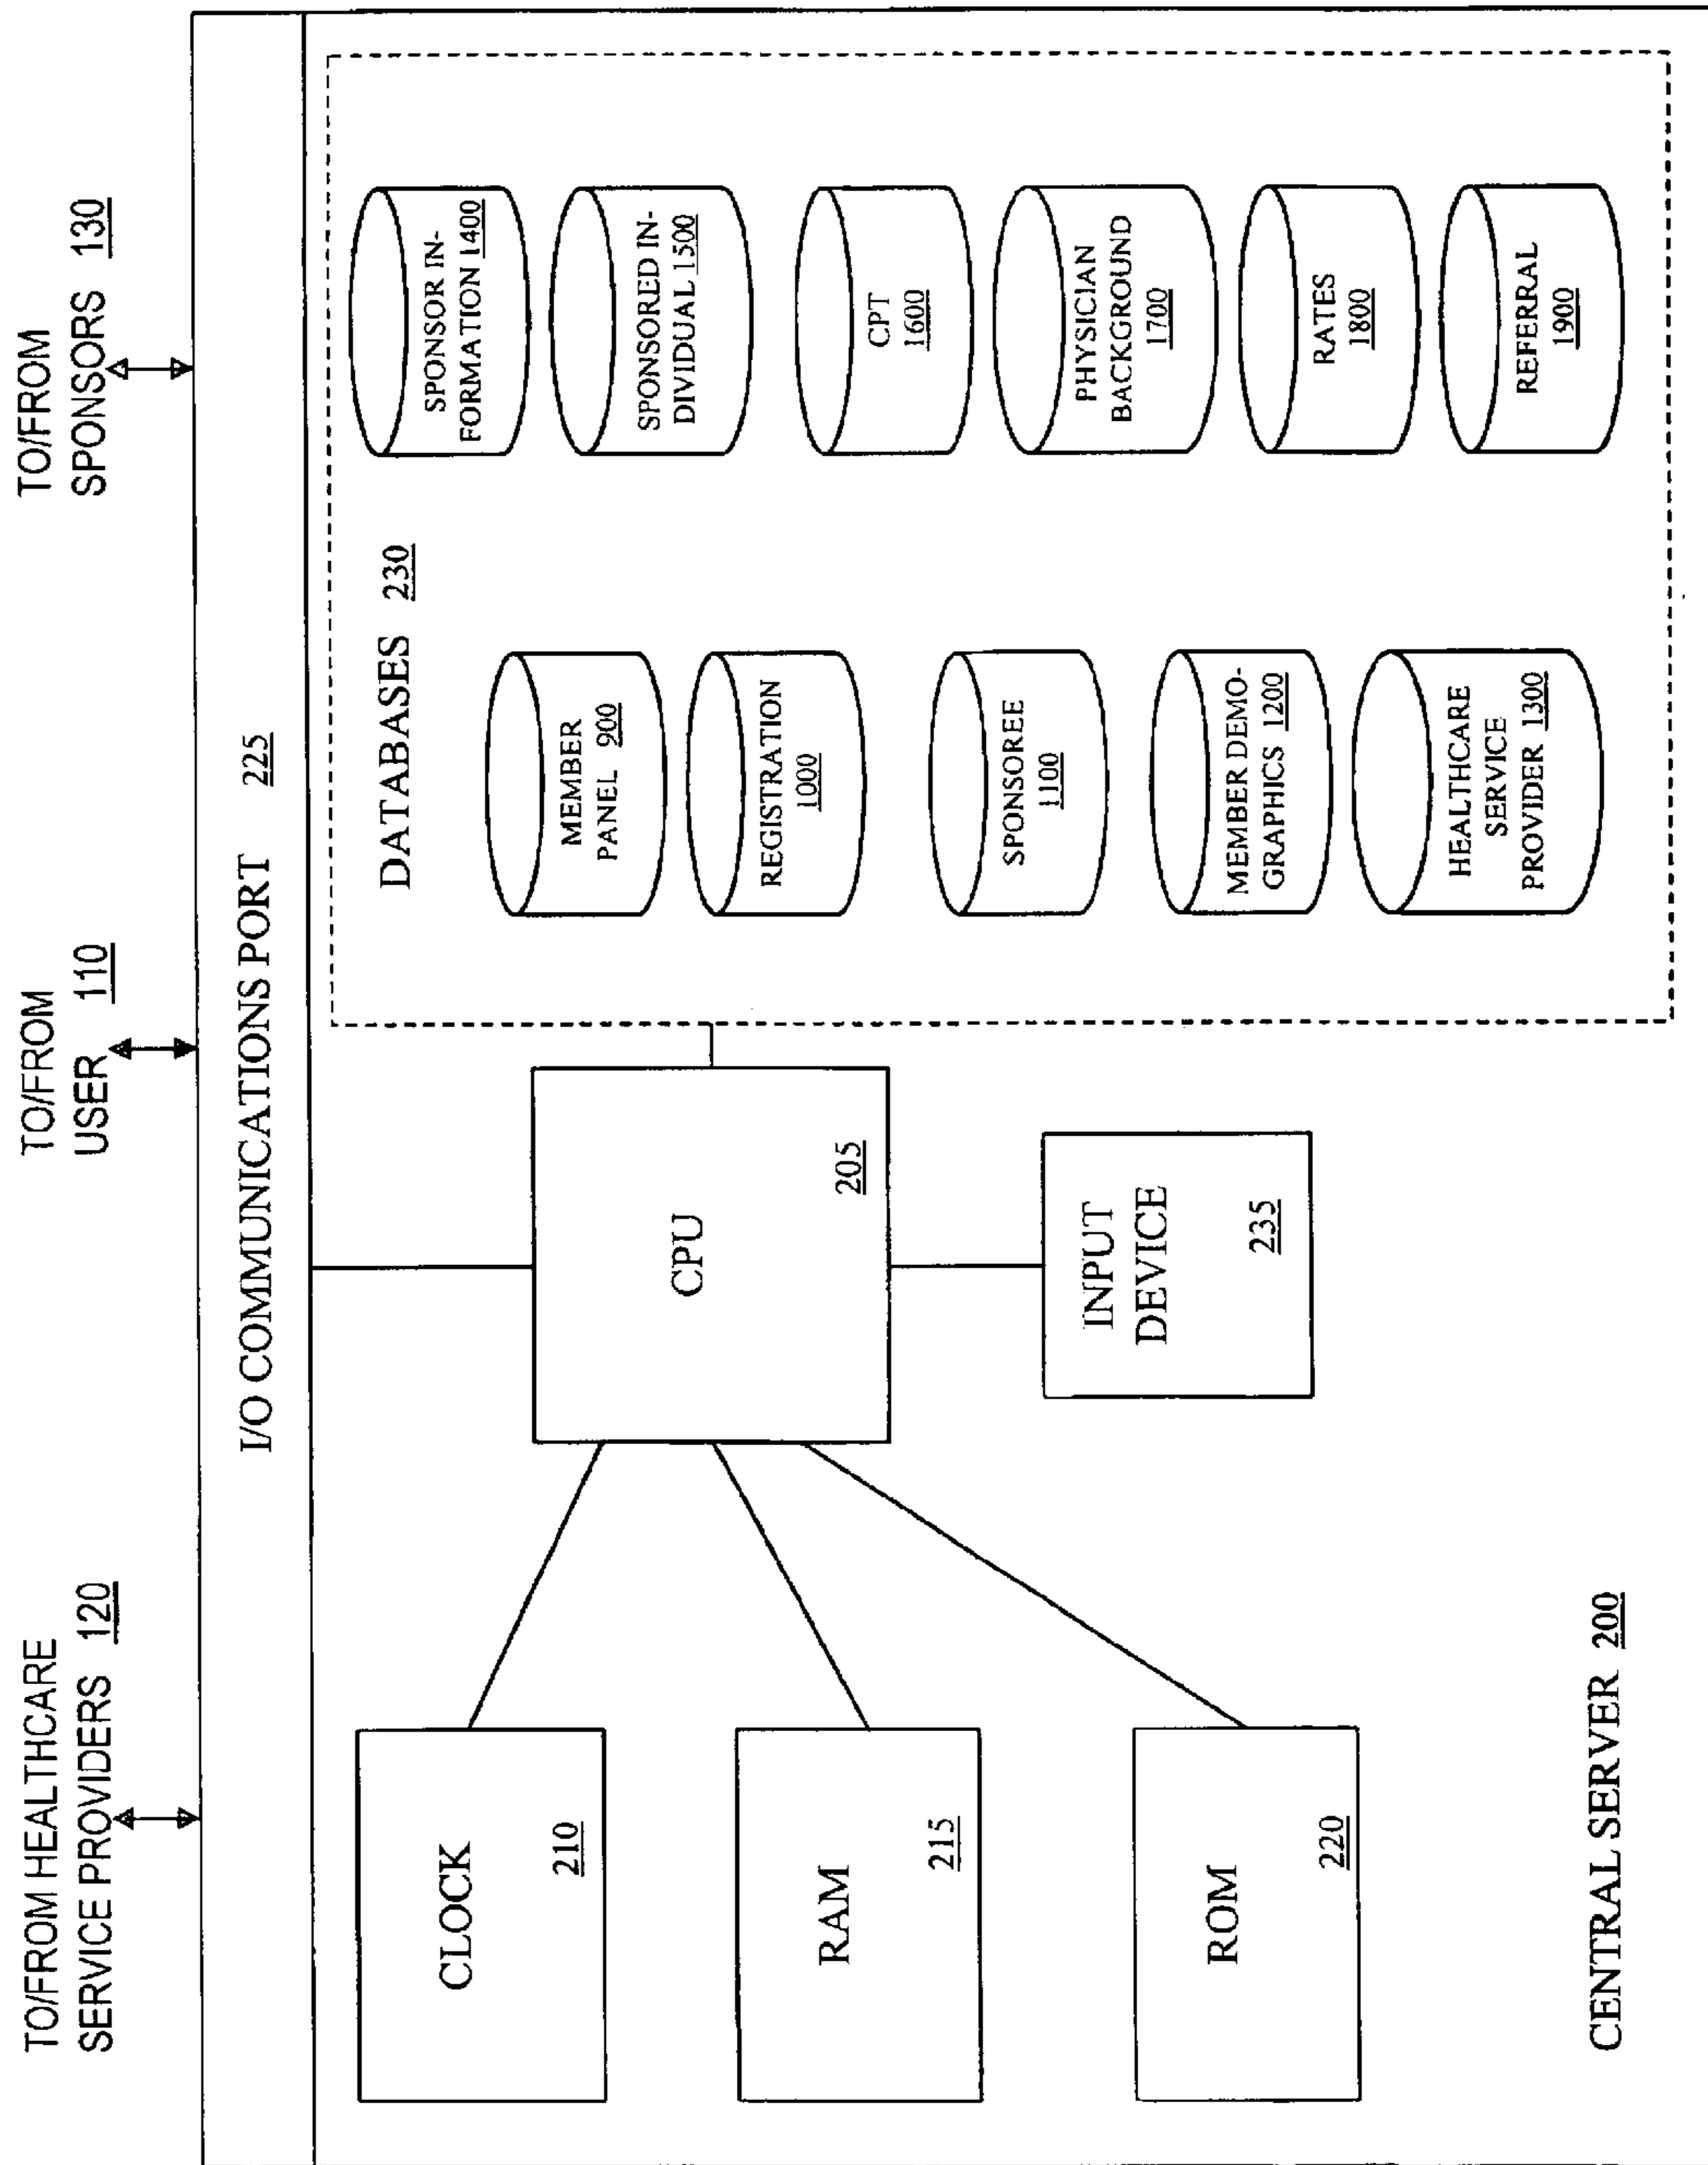 TO/FROM HEALTHCARE
SERVICE PROVIDERS 120
TO/FROM
USER 110
TO/FROM
SPONSORS 130
I/O COMMUNICATIONS PORT 225
CLOCK
210
RAM
215
ROM
220
CPU
205
INPUT
DEVICE
235
DATABASES 230
MEMBER
PANEL 900
REGISTRATION
1000
SPONSOREE
1100
MEMBER DEMO-
GRAPHICS 1200
HEALTHCARE
SERVICE
PROVIDER 1300
SPONSOR IN-
FORMATION 1400
SPONSORED IN-
DIVIDUAL 1500
CPT
1600
PHYSICIAN
BACKGROUND
1700
RATES
1800
REFERRAL
1900
CENTRAL SERVER 200